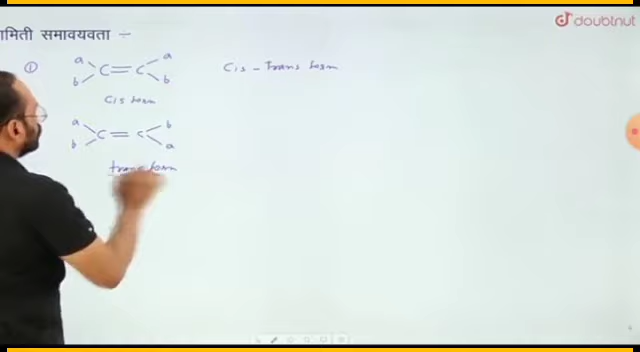 doubtnut
ामिती समावयवता ÷
① a a
C = C Cis - trans form
b b
Cis form
a b
C = C
b a
trans form